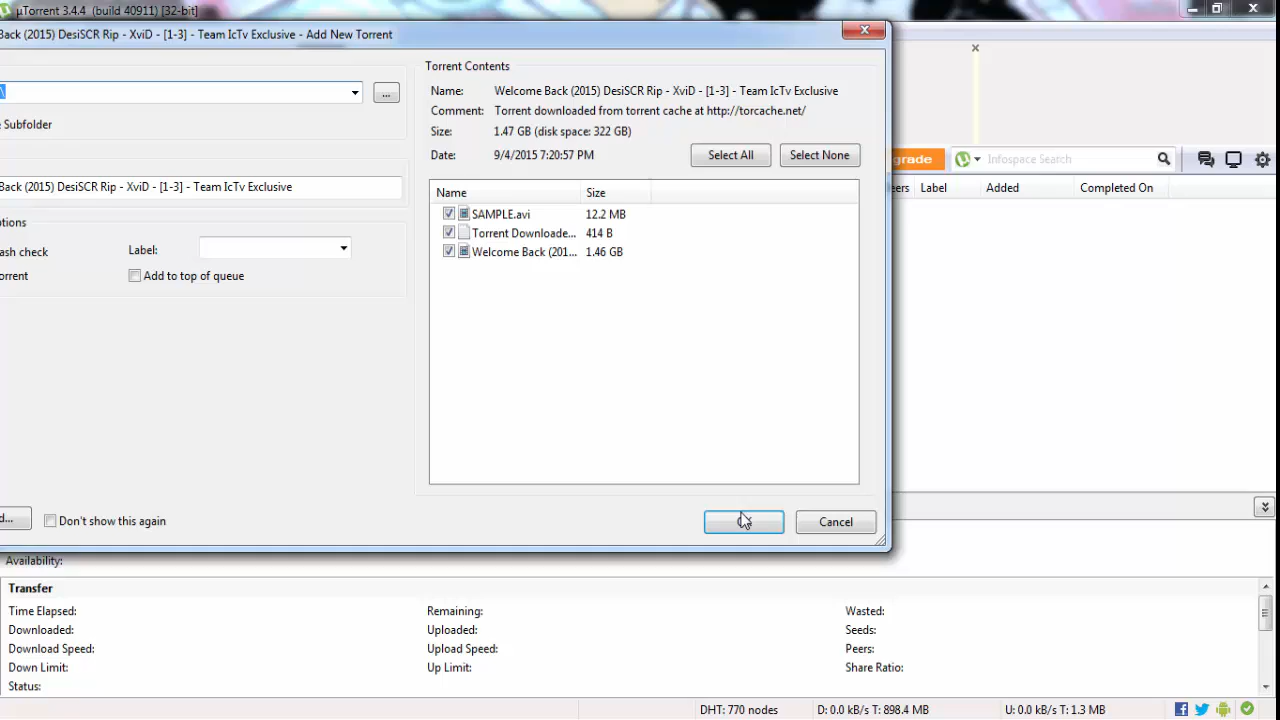 µTorrent 3.4.4 (build 40911) [32-bit]
Back (2015) DesiSCR Rip - XviD - [1-3] - Team IcTv Exclusive - Add New Torrent
\
...
Subfolder
Back (2015) DesiSCR Rip - XviD - [1-3] - Team IcTv Exclusive
Label:
Add to top of queue
Don't show this again
Torrent Contents
Name: Welcome Back (2015) DesiSCR Rip - XviD - [1-3] - Team IcTv Exclusive
Comment: Torrent downloaded from torrent cache at http://torcache.net/
Size: 1.47 GB (disk space: 322 GB)
Date: 9/4/2015 7:20:57 PM
Select All Select None
Name Size
SAMPLE.avi 12.2 MB
Torrent Downloade... 414 B
Welcome Back (201... 1.46 GB
Cancel
grade
Infospace Search
eers Label Added Completed On
Availability:
Transfer
Time Elapsed: Remaining: Wasted:
Downloaded: Uploaded: Seeds:
Download Speed: Upload Speed: Peers:
Down Limit: Up Limit: Share Ratio:
Status:
DHT: 770 nodes D: 0.0 kB/s T: 898.4 MB U: 0.0 kB/s T: 1.3 MB